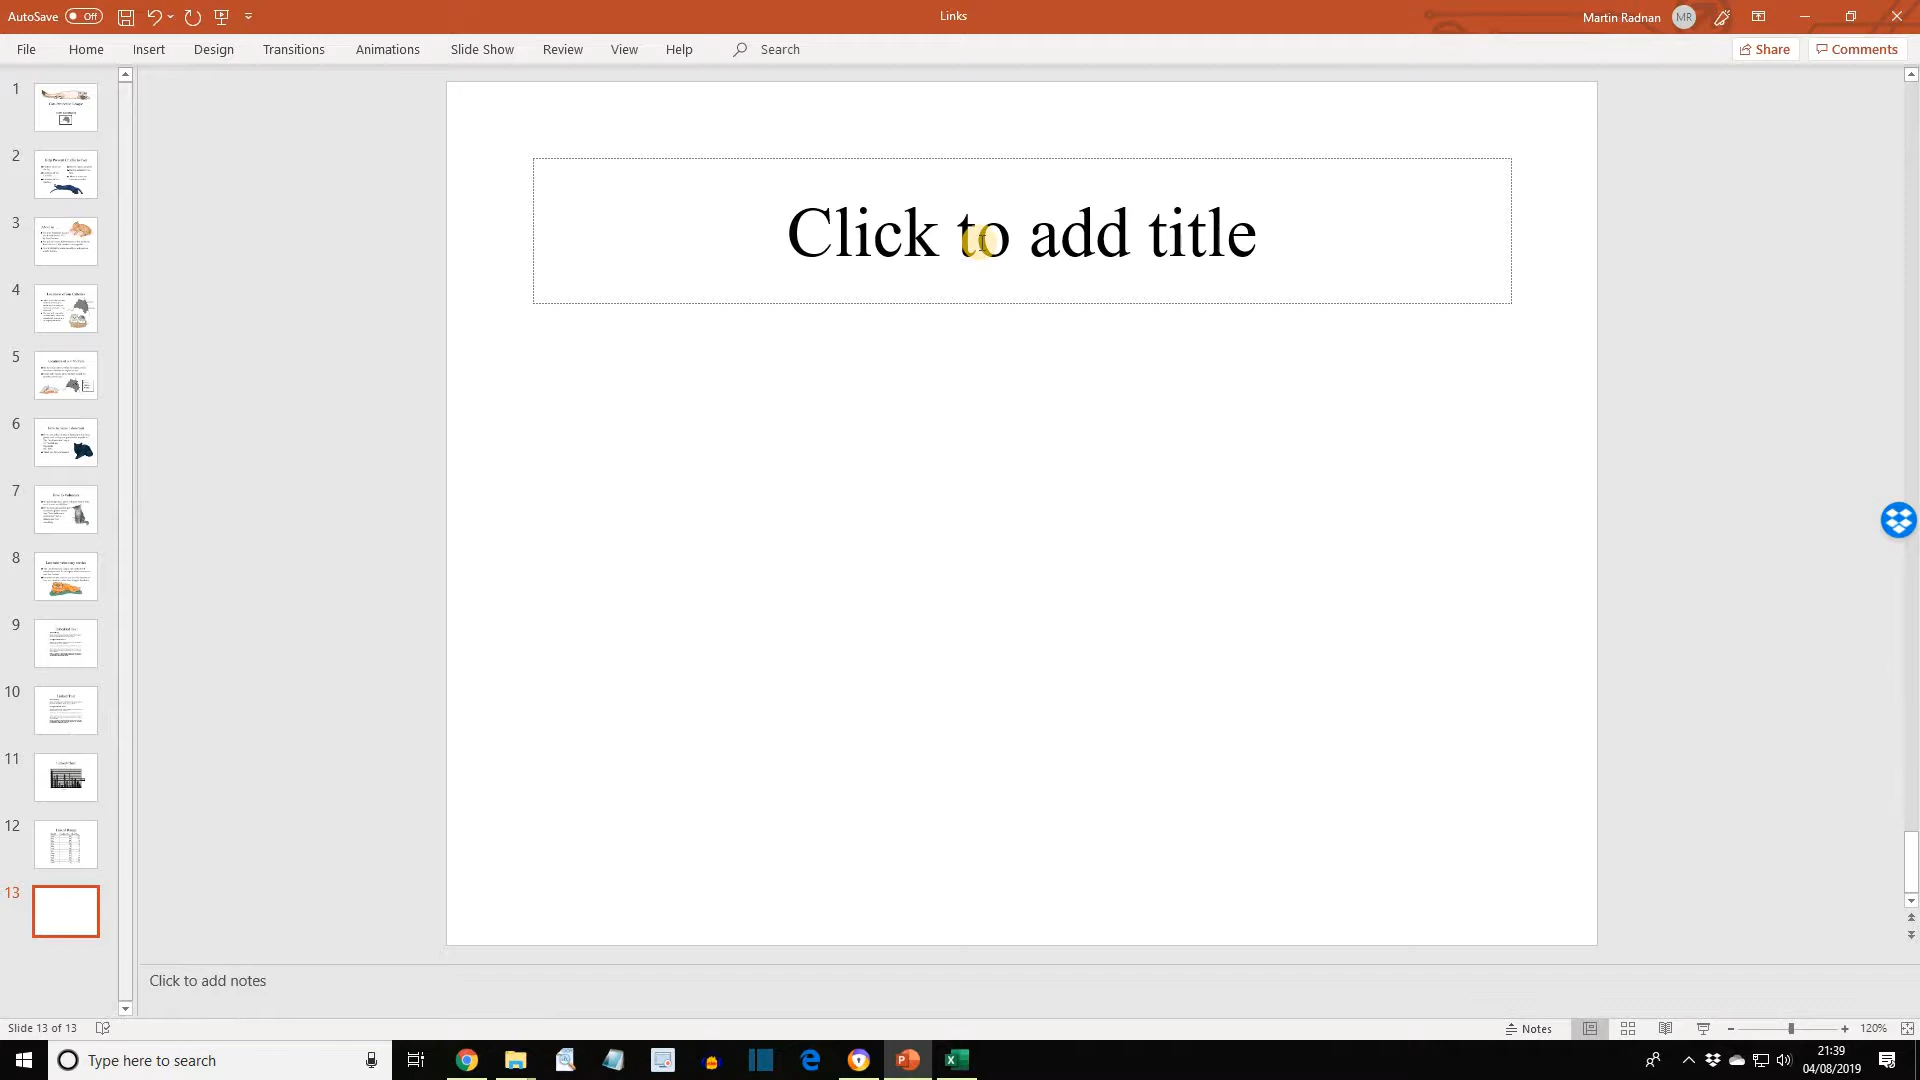 AutoSave Off
Links
Martin Radnan MR
File Home Insert Design Transitions Animations Slide Show Review View Help Search
Share Comments
1
2
3
4
5
6
7
8
9
10
11
12
13
Click to add title
Click to add notes
Slide 13 of 13
Notes
120%
Type here to search
21:39
04/08/2019